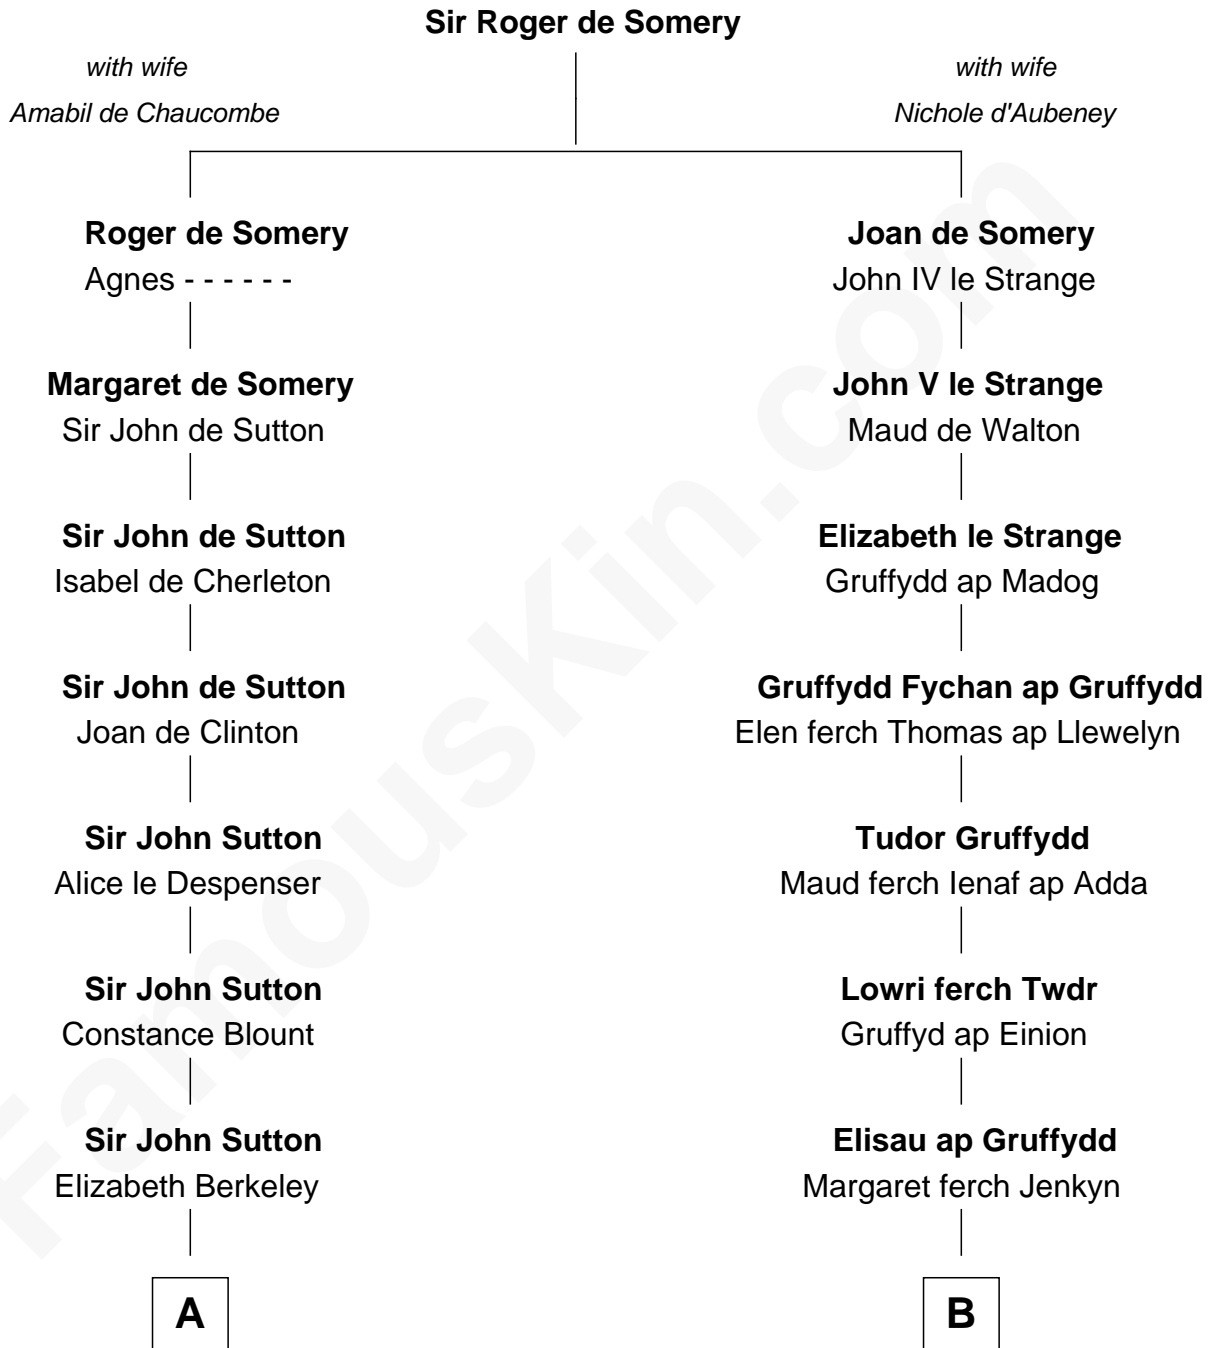 Sir Roger de Somery
with wife
Amabil de Chaucombe
with wife
Nichole d'Aubeney
Roger de Somery
Agnes - - - - - -
Joan de Somery
John IV le Strange
Margaret de Somery
Sir John de Sutton
John V le Strange
Maud de Walton
Sir John de Sutton
Isabel de Cherleton
Elizabeth le Strange
Gruffydd ap Madog
Sir John de Sutton
Joan de Clinton
Gruffydd Fychan ap Gruffydd
Elen ferch Thomas ap Llewelyn
Sir John Sutton
Alice le Despenser
Tudor Gruffydd
Maud ferch Ienaf ap Adda
Sir John Sutton
Constance Blount
Lowri ferch Twdr
Gruffyd ap Einion
Sir John Sutton
Elizabeth Berkeley
Elisau ap Gruffydd
Margaret ferch Jenkyn
A
B
FamousKin.com